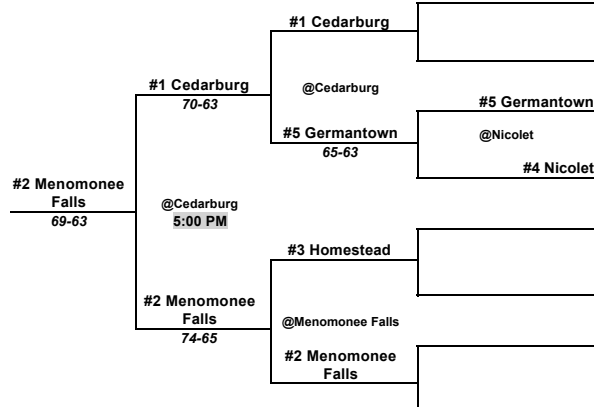 #1 Cedarburg
#1 Cedarburg
70-63
@Cedarburg
#5 Germantown
#5 Germantown
65-63
@Nicolet
#4 Nicolet
#2 Menomonee
Falls
69-63
@Cedarburg
5:00 PM
#3 Homestead
#2 Menomonee
Falls
74-65
@Menomonee Falls
#2 Menomonee
Falls